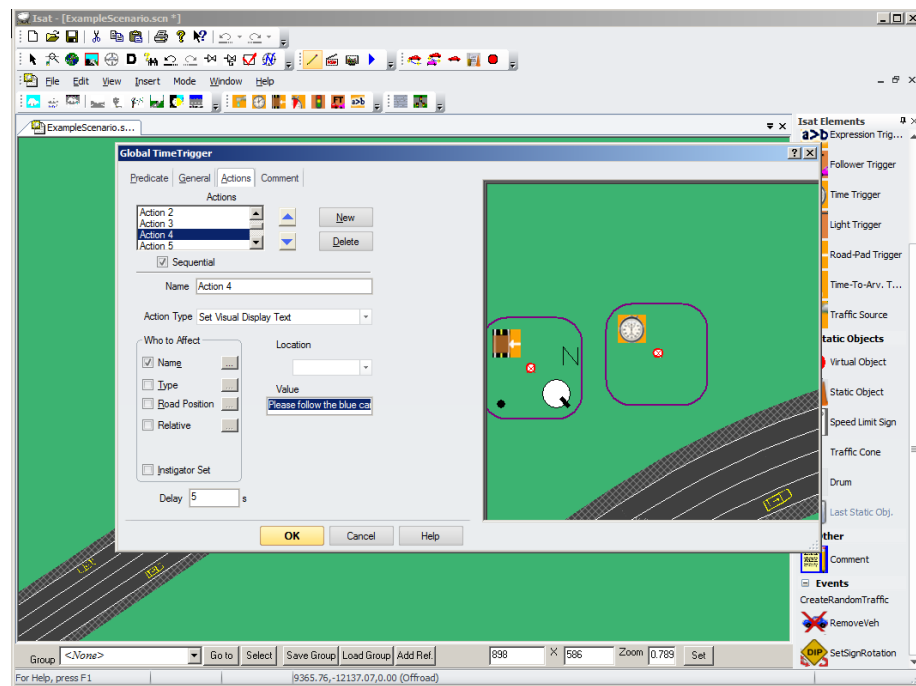 Isat - [ExampleScenario.scn *]
File Edit View Insert Mode Window Help
a>b
ExampleScenario.s...
Isat Elements
a>b Expression Trig...
Follower Trigger
Time Trigger
Light Trigger
Road-Pad Trigger
Time-To-Arv. T...
Traffic Source
tatic Objects
Virtual Object
Static Object
Speed Limit Sign
Traffic Cone
Drum
Last Static Obj.
ther
Comment
Events
CreateRandomTraffic
RemoveVeh
DIP SetSignRotation
Global TimeTrigger
Predicate General Actions Comment
Actions
Action 2
Action 3
Action 4
Action 5
New
Delete
Sequential
Name Action 4
Action Type Set Visual Display Text
Who to Affect
Name ...
Type ...
Road Position ...
Relative ...
Instigator Set
Location
Value
Please follow the blue car
Delay 5 s
OK Cancel Help
N
Group <None> Go to Select Save Group Load Group Add Ref. 898 X 586 Zoom 0.789 Set
For Help, press F1 9365.76,-12137.07,0.00 (Offroad)